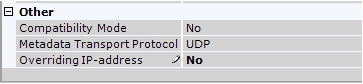 Other
Compatibility Mode No
Metadata Transport Protocol UDP
Overriding IP-address No